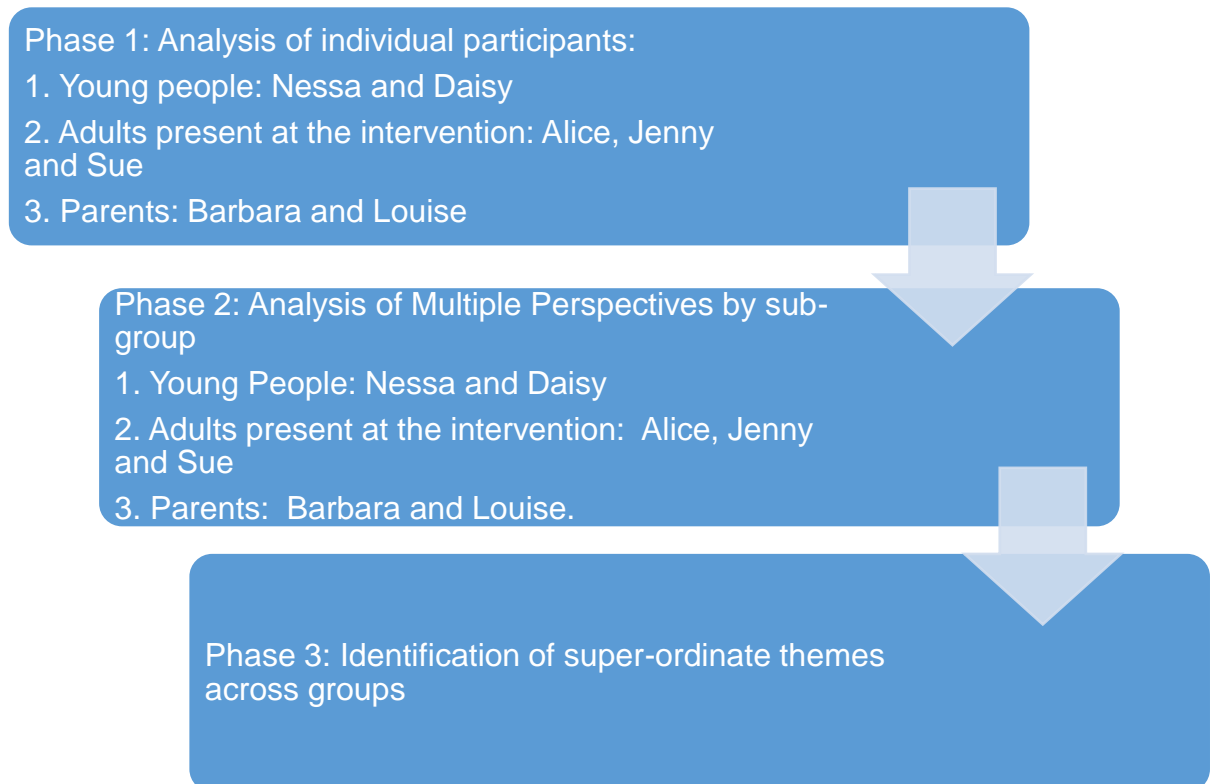 Phase 1: Analysis of individual participants:
1. Young people: Nessa and Daisy
2. Adults present at the intervention: Alice, Jenny
and Sue
3. Parents: Barbara and Louise
Phase 2: Analysis of Multiple Perspectives by sub-
group
1. Young People: Nessa and Daisy
2. Adults present at the intervention:  Alice, Jenny
and Sue
3. Parents:  Barbara and Louise.
Phase 3: Identification of super-ordinate themes
across groups